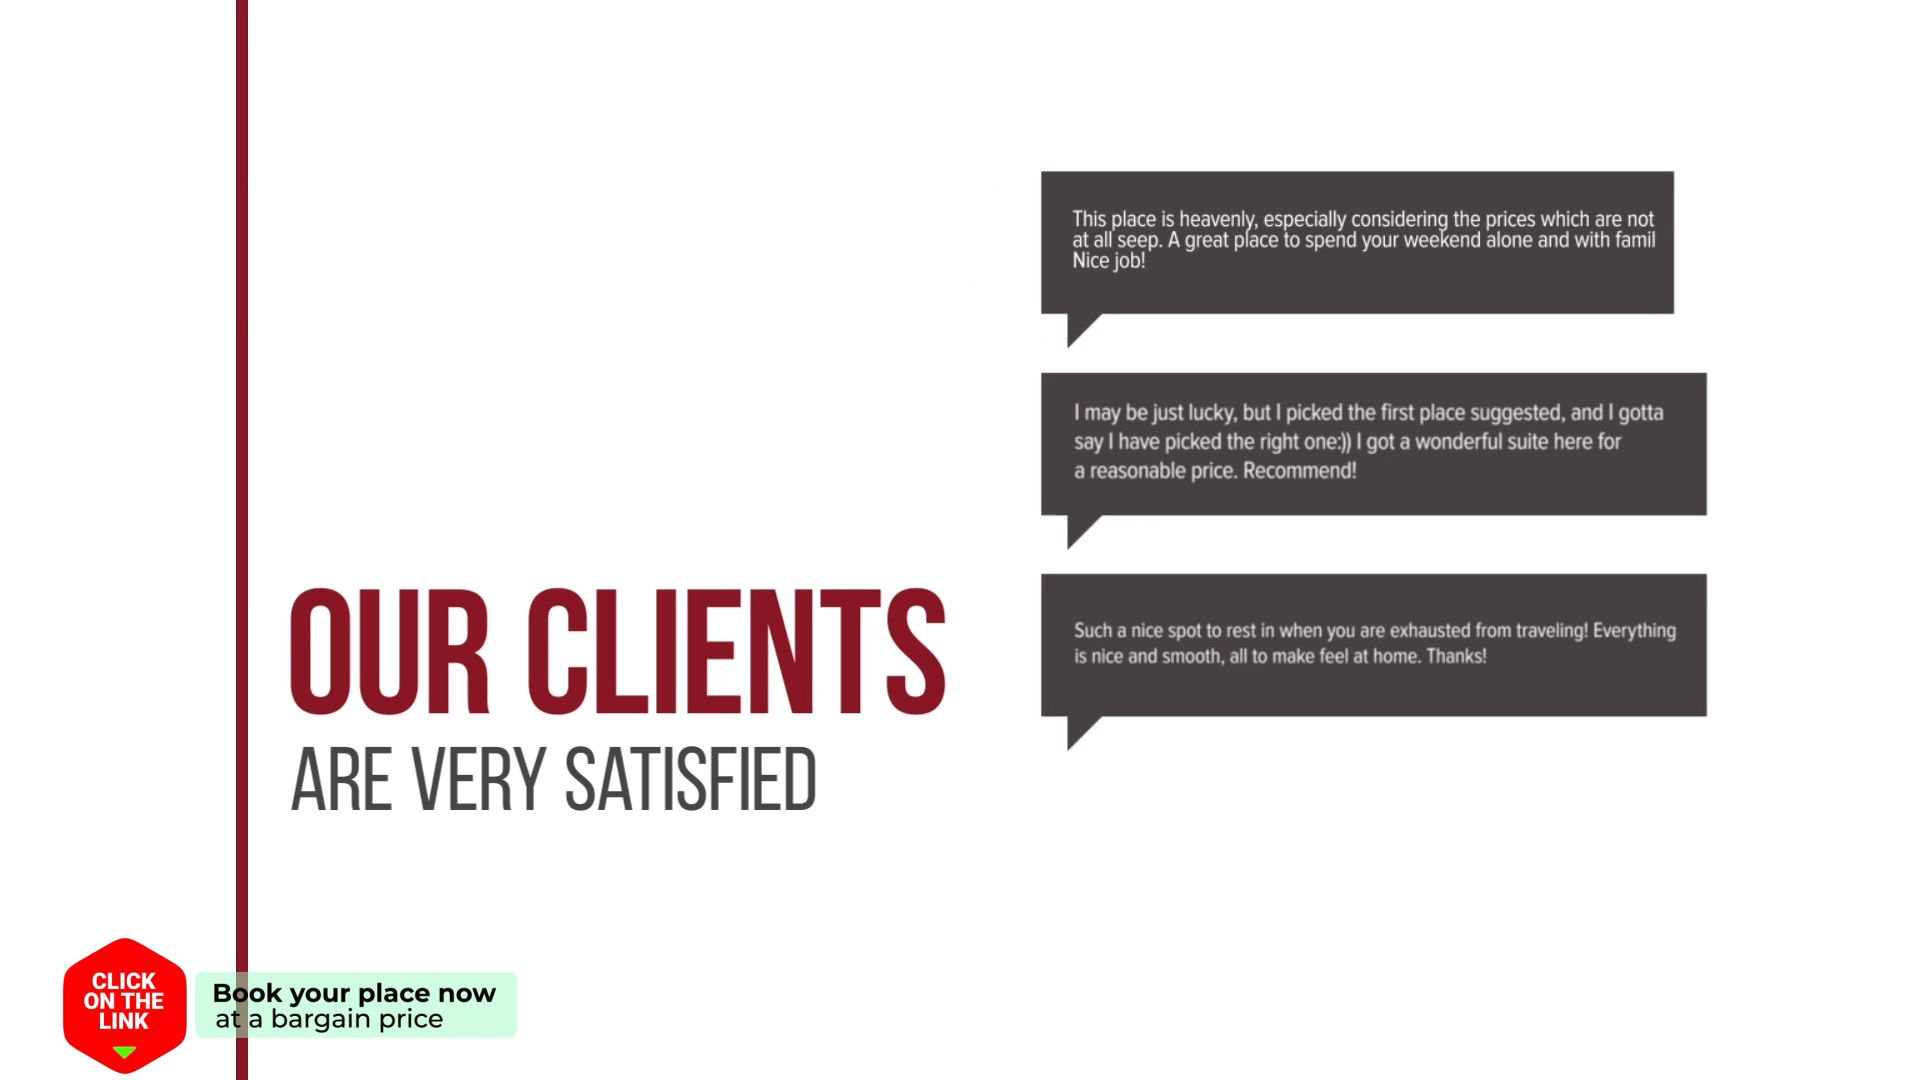 This place is heavenly, especially considering the prices which are not
at all seep. A great place to spend your weekend alone and with famil
Nice job!
I may be just lucky, but I picked the first place suggested, and I gotta
say I have picked the right one:)) I got a wonderful suite here for
a reasonable price. Recommend!
Such a nice spot to rest in when you are exhausted from traveling! Everything
is nice and smooth, all to make feel at home. Thanks!
OUR CLIENTS
ARE VERY SATISFIED
CLICK
ON THE
LINK
Book your place now
at a bargain price